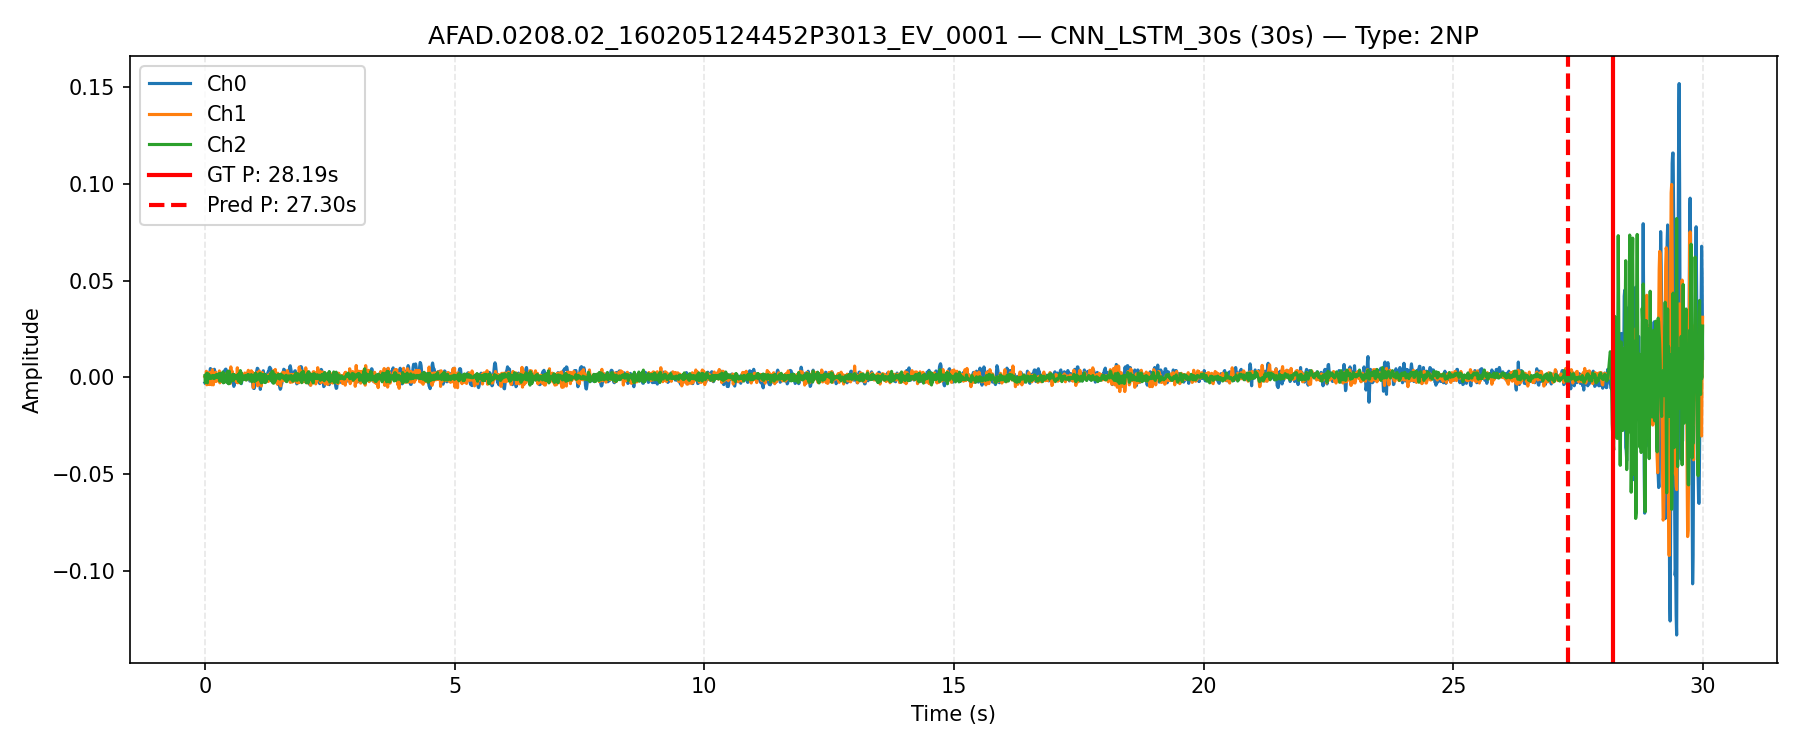 AFAD.0208.02_160205124452P3013_EV_0001 — CNN_LSTM_30s (30s) — Type: 2NP
Ch0
Ch1
Ch2
GT P: 28.19s
Pred P: 27.30s
Amplitude
0.15
0.10
0.05
0.00
−0.05
−0.10
0
5
10
15
20
25
30
Time (s)